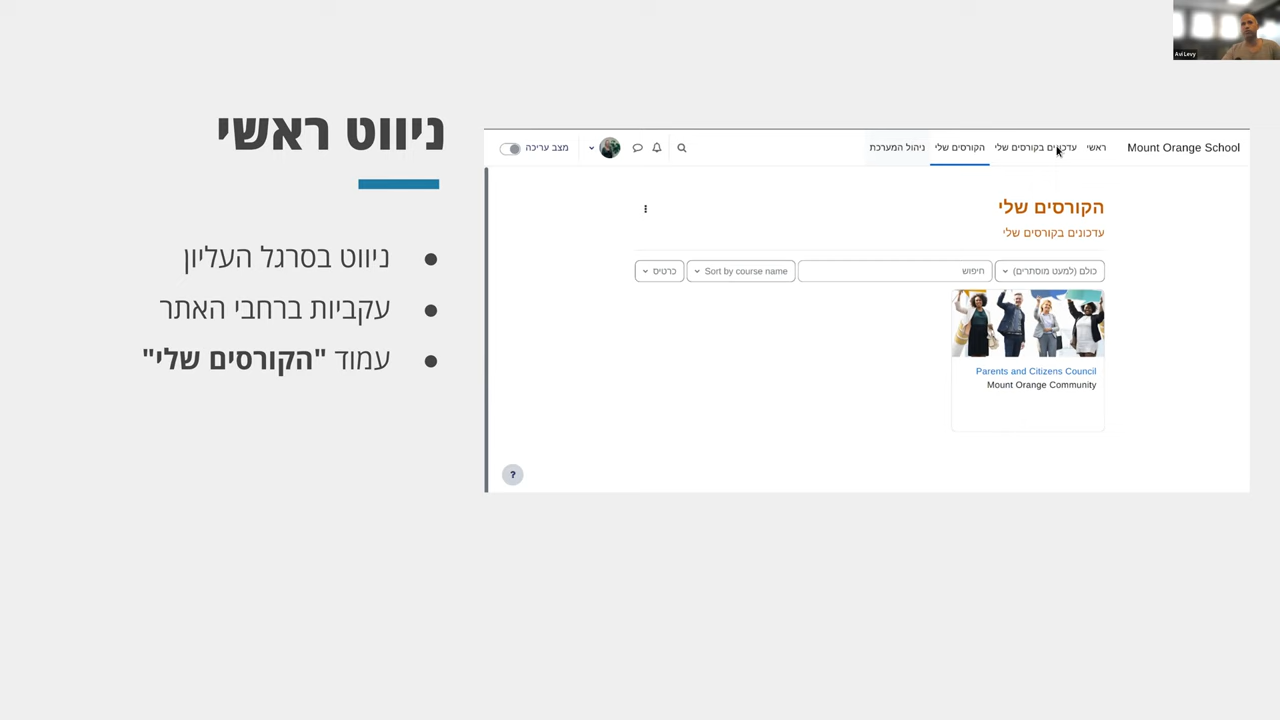 Avi Levy
ניווט ראשי
ניווט בסרגל העליון
עקביות ברחבי האתר
עמוד "הקורסים שלי"
Mount Orange School ראשי עדכונים בקורסים שלי הקורסים שלי ניהול המערכת מצב עריכה
הקורסים שלי
עדכונים בקורסים שלי
כולם (למעט מוסתרים) חיפוש Sort by course name כרטיס
Parents and Citizens Council
Mount Orange Community
?